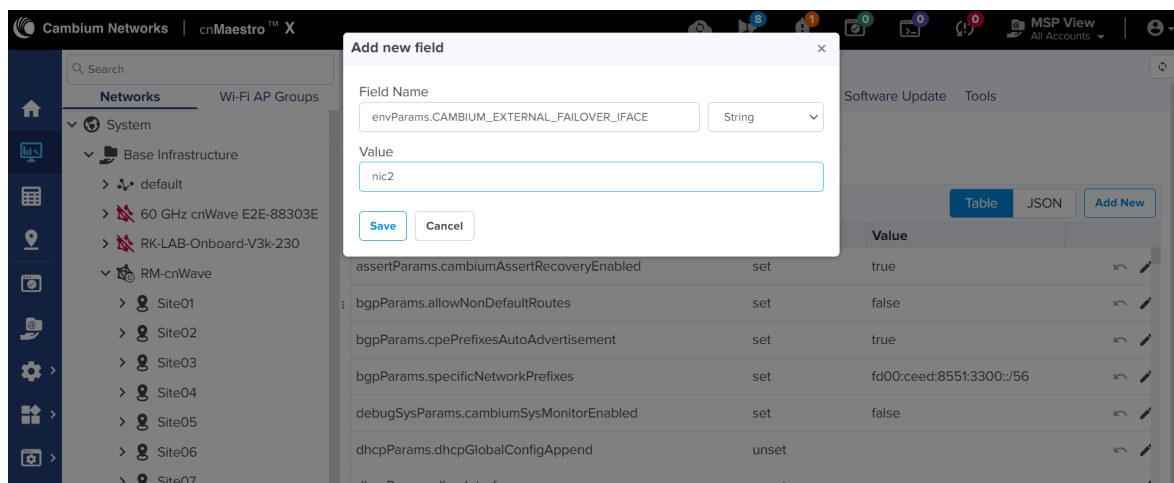 Cambium Networks | cnMaestro™ X
8
1
0
0
0
MSP View
All Accounts
Add new field
×
Search
Networks
Wi-Fi AP Groups
Software Update
Tools
Field Name
envParams.CAMBIUM_EXTERNAL_FAILOVER_IFACE
String
Value
nic2
Save
Cancel
System
Base Infrastructure
default
60 GHz cnWave E2E-88303E
RK-LAB-Onboard-V3k-230
RM-cnWave
Site01
Site02
Site03
Site04
Site05
Site06
Site07
Table
JSON
Add New
Value
assertParams.cambiumAssertRecoveryEnabled set true
bgpParams.allowNonDefaultRoutes set false
bgpParams.cpePrefixesAutoAdvertisement set true
bgpParams.specificNetworkPrefixes set fd00:ceed:8551:3300::/56
debugSysParams.cambiumSysMonitorEnabled set false
dhcpParams.dhcpGlobalConfigAppend unset